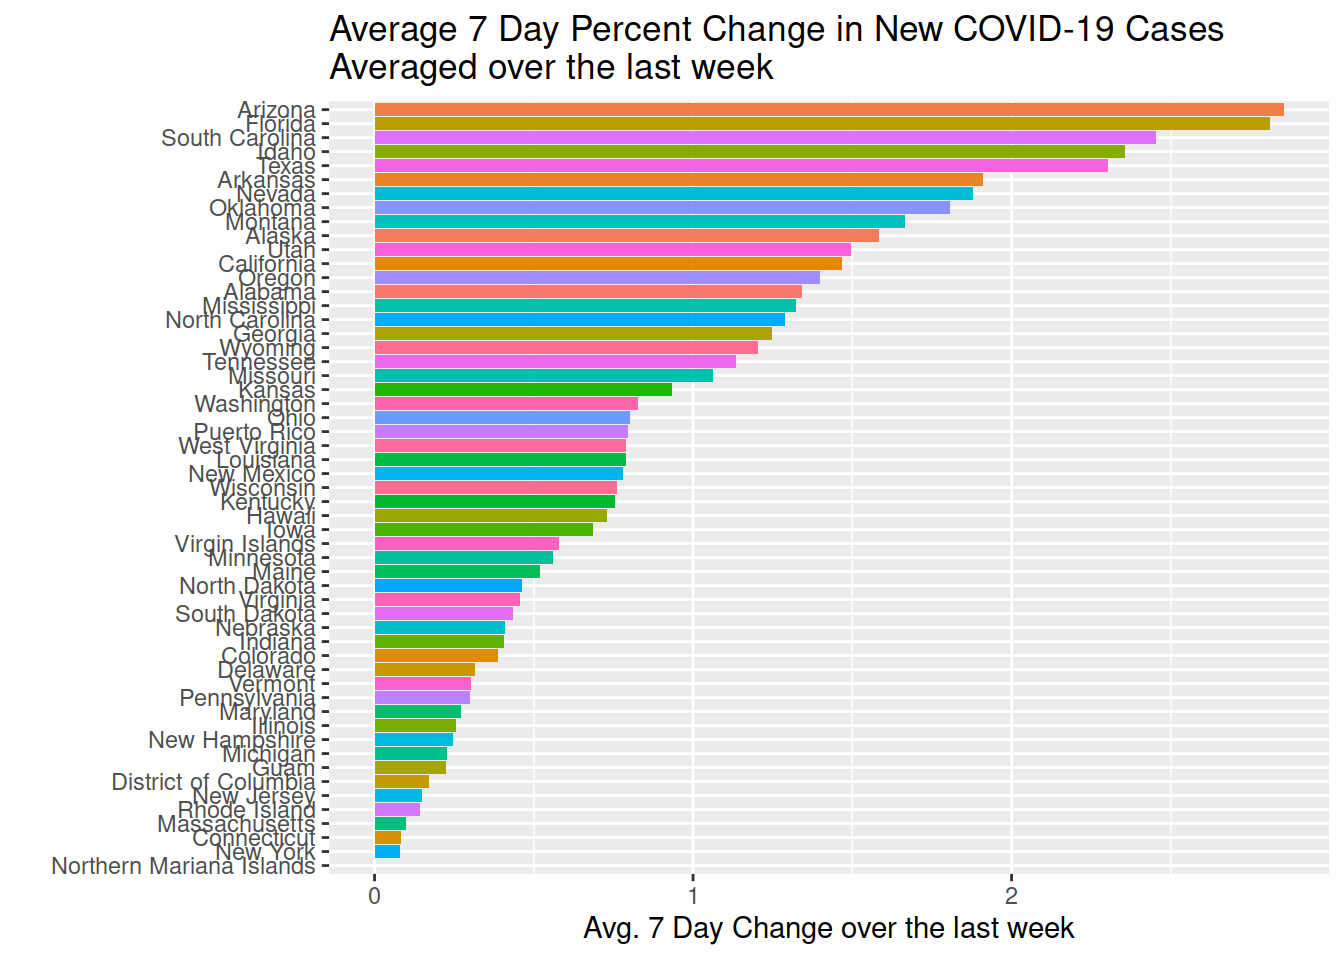 Average 7 Day Percent Change in New COVID-19 Cases
Averaged over the last week
Arizona
Florida
South Carolina
Idaho
Texas
Arkansas
Nevada
Oklahoma
Montana
Alaska
Utah
California
Oregon
Alabama
Mississippi
North Carolina
Georgia
Wyoming
Tennessee
Missouri
Kansas
Washington
Ohio
Puerto Rico
West Virginia
Louisiana
New Mexico
Wisconsin
Kentucky
Hawaii
Iowa
Virgin Islands
Minnesota
Maine
North Dakota
Virginia
South Dakota
Nebraska
Indiana
Colorado
Delaware
Vermont
Pennsylvania
Maryland
Illinois
New Hampshire
Michigan
Guam
District of Columbia
New Jersey
Rhode Island
Massachusetts
Connecticut
New York
Northern Mariana Islands
0 1 2
Avg. 7 Day Change over the last week